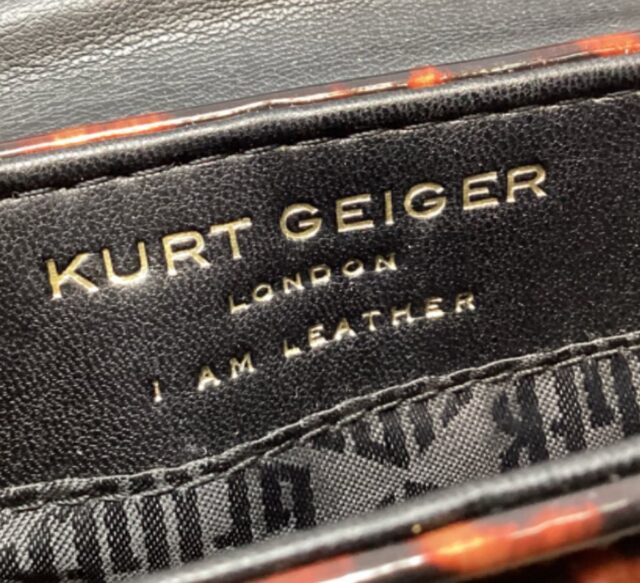 KURT GEIGER
LONDON
I AM LEATHER